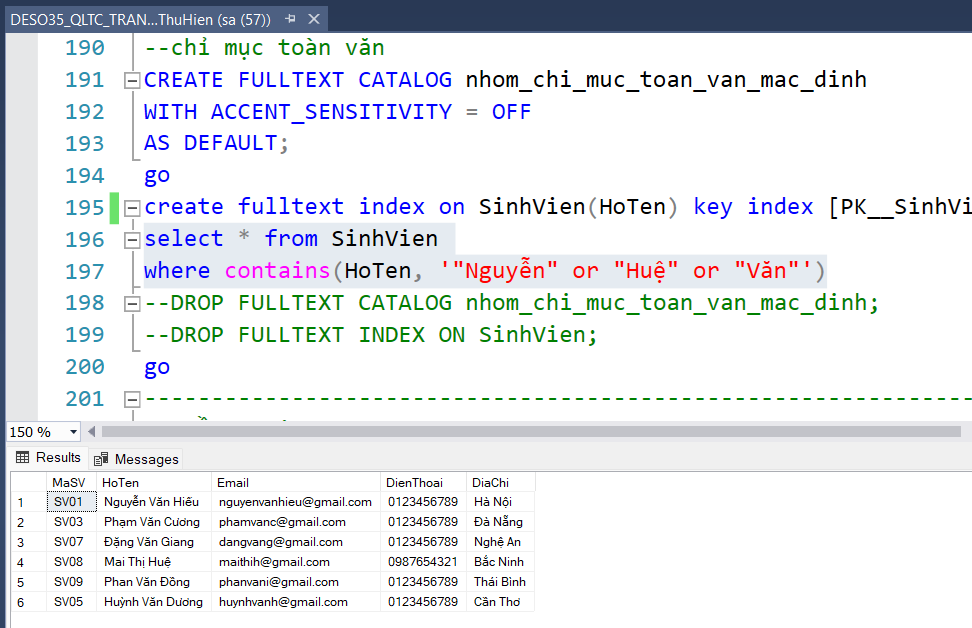 DESO35_QLTC_TRAN...ThuHien (sa (57))
190 --chỉ mục toàn văn
191 CREATE FULLTEXT CATALOG nhom_chi_muc_toan_van_mac_dinh
192 WITH ACCENT_SENSITIVITY = OFF
193 AS DEFAULT;
194 go
195 create fulltext index on SinhVien(HoTen) key index [PK__SinhVi
196 select * from SinhVien
197 where contains(HoTen, '"Nguyễn" or "Huệ" or "Văn"')
198 --DROP FULLTEXT CATALOG nhom_chi_muc_toan_van_mac_dinh;
199 --DROP FULLTEXT INDEX ON SinhVien;
200 go
201 --------------------------------------------------------------
150 %
Results Messages
MaSV HoTen Email DienThoai DiaChi
1 SV01 Nguyễn Văn Hiếu nguyenvanhieu@gmail.com 0123456789 Hà Nội
2 SV03 Phạm Văn Cương phamvanc@gmail.com 0123456789 Đà Nẵng
3 SV07 Đặng Văn Giang dangvang@gmail.com 0123456789 Nghệ An
4 SV08 Mai Thị Huệ maithih@gmail.com 0987654321 Bắc Ninh
5 SV09 Phan Văn Đồng phanvani@gmail.com 0123456789 Thái Bình
6 SV05 Huỳnh Văn Dương huynhvanh@gmail.com 0123456789 Cần Thơ